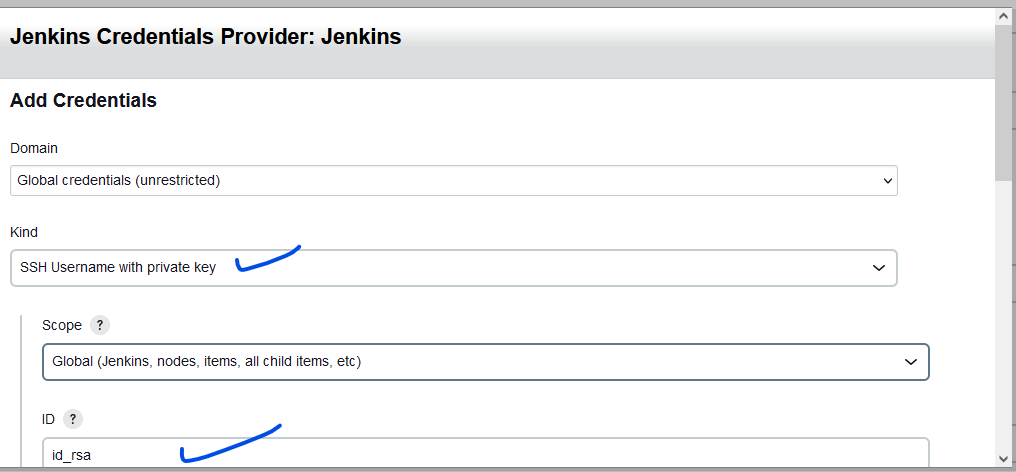 Jenkins Credentials Provider: Jenkins
Add Credentials
Domain
Global credentials (unrestricted)
Kind
SSH Username with private key
Scope ?
Global (Jenkins, nodes, items, all child items, etc)
ID ?
id_rsa